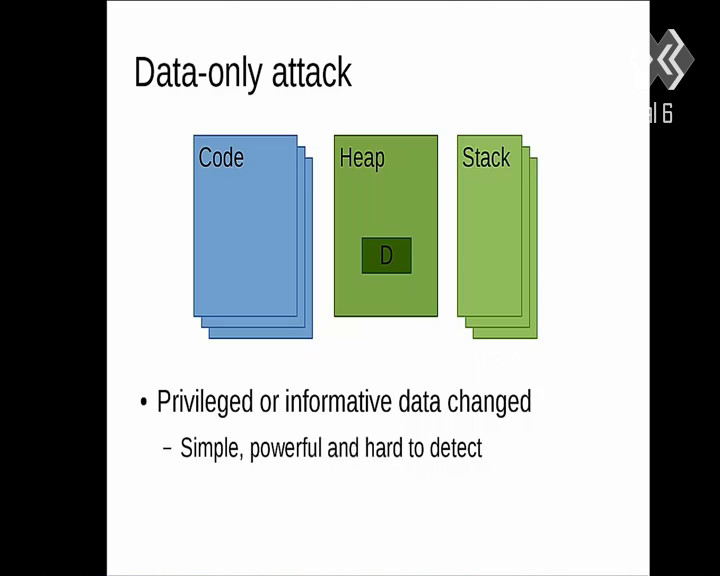 Data-only attack
Code
Heap
Stack
D
• Privileged or informative data changed
– Simple, powerful and hard to detect
al 6